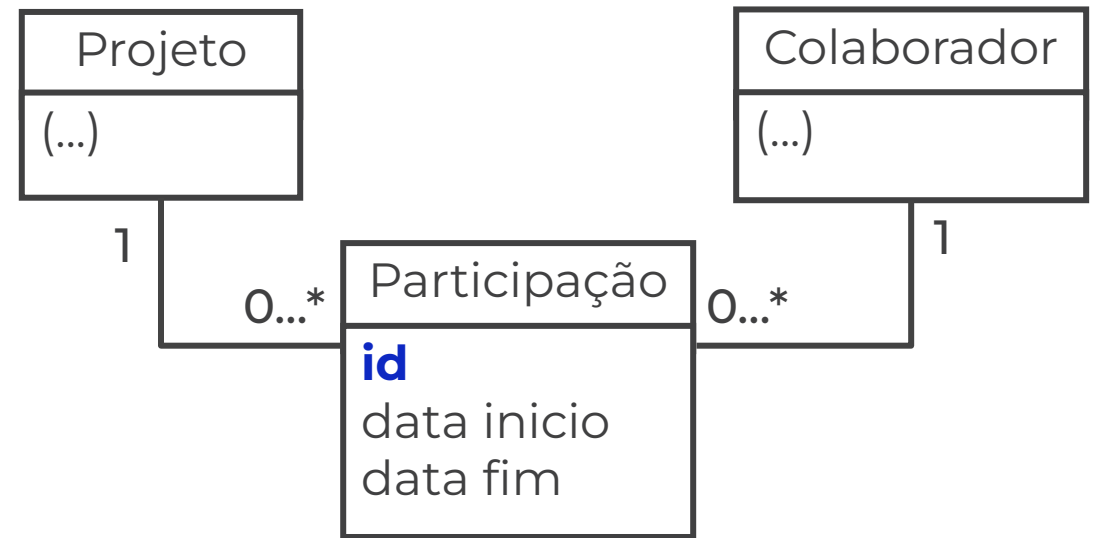 Projeto
(...)
Colaborador
(...)
1
1
0...*
0...*
Participação
id
data inicio
data fim